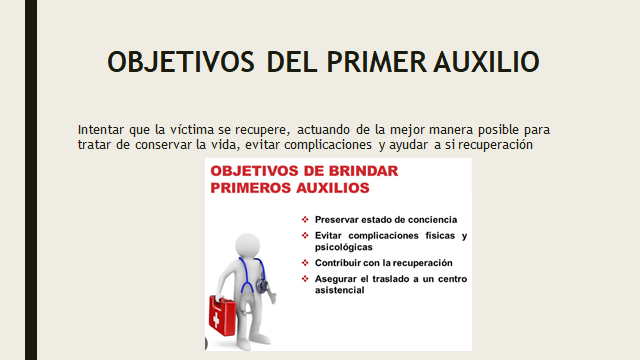 OBJETIVOS DEL PRIMER AUXILIO
Intentar que la víctima se recupere, actuando de la mejor manera posible para
tratar de conservar la vida, evitar complicaciones y ayudar a si recuperación
OBJETIVOS DE BRINDAR
PRIMEROS AUXILIOS
Preservar estado de conciencia
Evitar complicaciones físicas y
psicológicas
Contribuir con la recuperación
Asegurar el traslado a un centro
asistencial